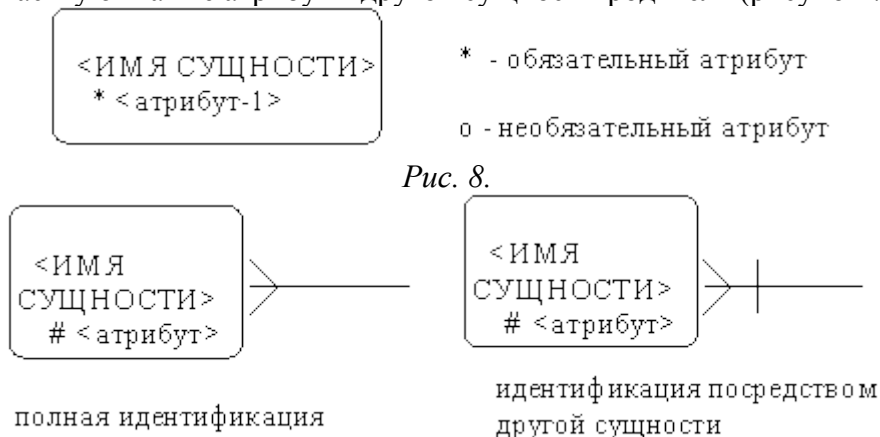 <ИМЯ СУЩНОСТИ>
* <атрибут-1>
* - обязательный атрибут
о - необязательный атрибут
Рис. 8.
<ИМЯ
СУЩНОСТИ>
# <атрибут>
полная идентификация
<ИМЯ
СУЩНОСТИ>
# <атрибут>
идентификация посредством
другой сущности